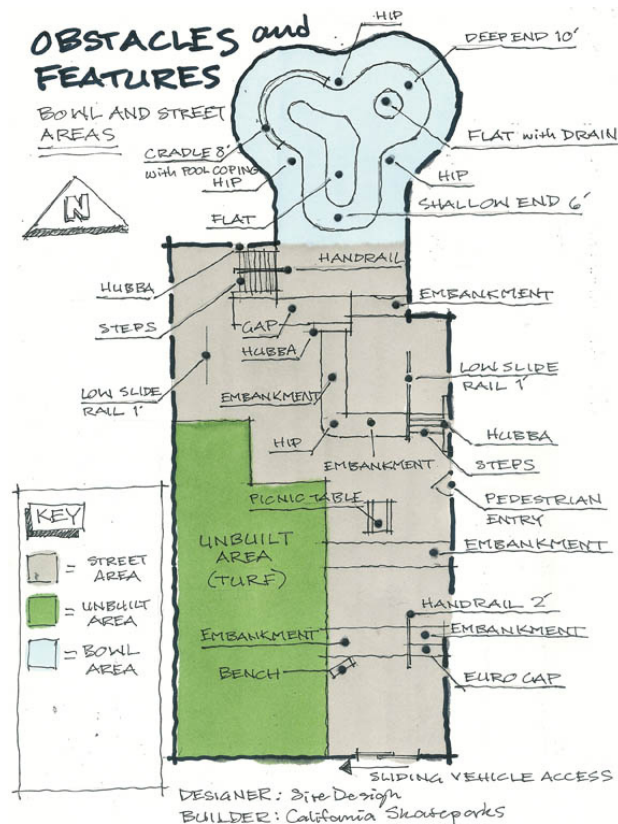 OBSTACLES and
FEATURES
BOWL AND STREET
AREAS
HIP
DEEP END 10'
FLAT with DRAIN
CRADLE 8'
with POOL COPING
HIP
HIP
FLAT
SHALLOW END 6'
N
HUBBA
HANDRAIL
STEPS
EMBANKMENT
GAP
HUBBA
LOW SLIDE
RAIL 1'
EMBANKMENT
LOW SLIDE
RAIL 1'
HIP
EMBANKMENT
HUBBA
STEPS
PICNIC TABLE
PEDESTRIAN
ENTRY
KEY
= STREET
AREA
= UNBUILT
AREA
= BOWL
AREA
UNBUILT
AREA
(TURF)
EMBANKMENT
HANDRAIL 2'
EMBANKMENT
EMBANKMENT
BENCH
EURO GAP
SLIDING VEHICLE ACCESS
DESIGNER: Site Design
BUILDER: California Skateparks